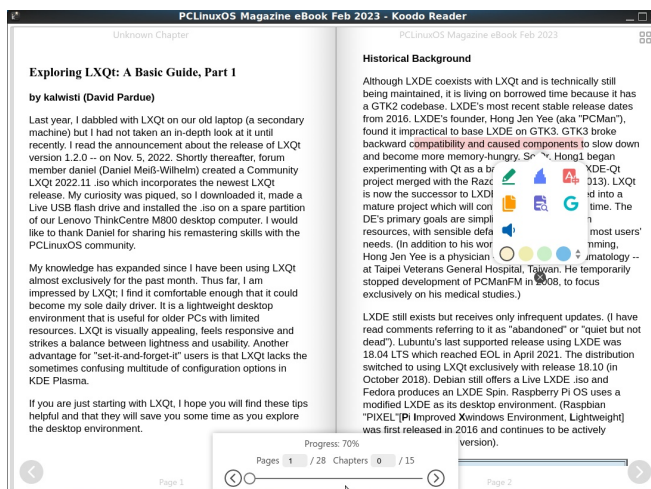 PCLinuxOS Magazine eBook Feb 2023 - Koodo Reader
Unknown Chapter
Exploring LXQt: A Basic Guide, Part 1
by kalwisti (David Pardue)
Last year, I dabbled with LXQt on our old laptop (a secondary
machine) but I had not taken an in-depth look at it until
recently. I read the announcement about the release of LXQt
version 1.2.0 -- on Nov. 5, 2022. Shortly thereafter, forum
member daniel (Daniel Meiß-Wilhelm) created a Community
LXQt 2022.11 .iso which incorporates the newest LXQt
release. My curiosity was piqued, so I downloaded it, made a
Live USB flash drive and installed the .iso on a spare partition
of our Lenovo ThinkCentre M800 desktop computer. I would
like to thank Daniel for sharing his remastering skills with the
PCLinuxOS community.
My knowledge has expanded since I have been using LXQt
almost exclusively for the past month. Thus far, I am
impressed by LXQt; I find it comfortable enough that it could
become my sole daily driver. It is a lightweight desktop
environment that is useful for older PCs with limited
resources. LXQt is visually appealing, feels responsive and
strikes a balance between lightness and usability. Another
advantage for "set-it-and-forget-it" users is that LXQt lacks the
sometimes confusing multitude of configuration options in
KDE Plasma.
If you are just starting with LXQt, I hope you will find these tips
helpful and that they will save you some time as you explore
the desktop environment.
Page 1
PCLinuxOS Magazine eBook Feb 2023
Historical Background
Although LXDE coexists with LXQt and is technically still
being maintained, it is living on borrowed time because it has
a GTK2 codebase. LXDE's most recent stable release dates
from 2016. LXDE's founder, Hong Jen Yee (aka "PCMan"),
found it impractical to base LXDE on GTK3. GTK3 broke
backward compatibility and caused components to slow down
and become more memory-hungry. So Dr. Hong1 began
experimenting with Qt as a ba XDE-Qt
project merged with the Razo 013). LXQt
is now the successor to LXD ed into a
mature project which will con time. The
DE's primary goals are simpli
resources, with sensible defa most users'
needs. (In addition to his wor mming,
Hong Jen Yee is a physician matology --
at Taipei Veterans General Hospital, Taiwan. He temporarily
stopped development of PCManFM in 2008, to focus
exclusively on his medical studies.)
LXDE still exists but receives only infrequent updates. (I have
read comments referring to it as "abandoned" or "quiet but not
dead"). Lubuntu's last supported release using LXDE was
18.04 LTS which reached EOL in April 2021. The distribution
switched to using LXQt exclusively with release 18.10 (in
October 2018). Debian still offers a Live LXDE .iso and
Fedora produces an LXDE Spin. Raspberry Pi OS uses a
modified LXDE as its desktop environment. (Raspbian
"PIXEL"[Pi Improved Xwindows Environment, Lightweight]
was first released in 2016 and continues to be actively
version).
Page 2
Progress: 70%
Pages 1 / 28 Chapters 0 / 15